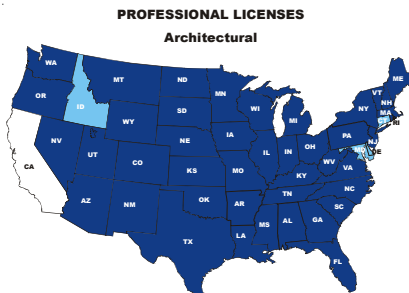 PROFESSIONAL LICENSES
Architectural
WA
MT
ND
MN
ME
VT
NH
OR
ID
WI
MI
NY
MA
CT
RI
SD
WY
IA
PA
NJ
NV
NE
IL
IN
OH
MD
DE
UT
CO
WV
VA
CA
KS
MO
KY
NC
TN
AZ
NM
OK
AR
SC
MS
AL
GA
TX
LA
FL